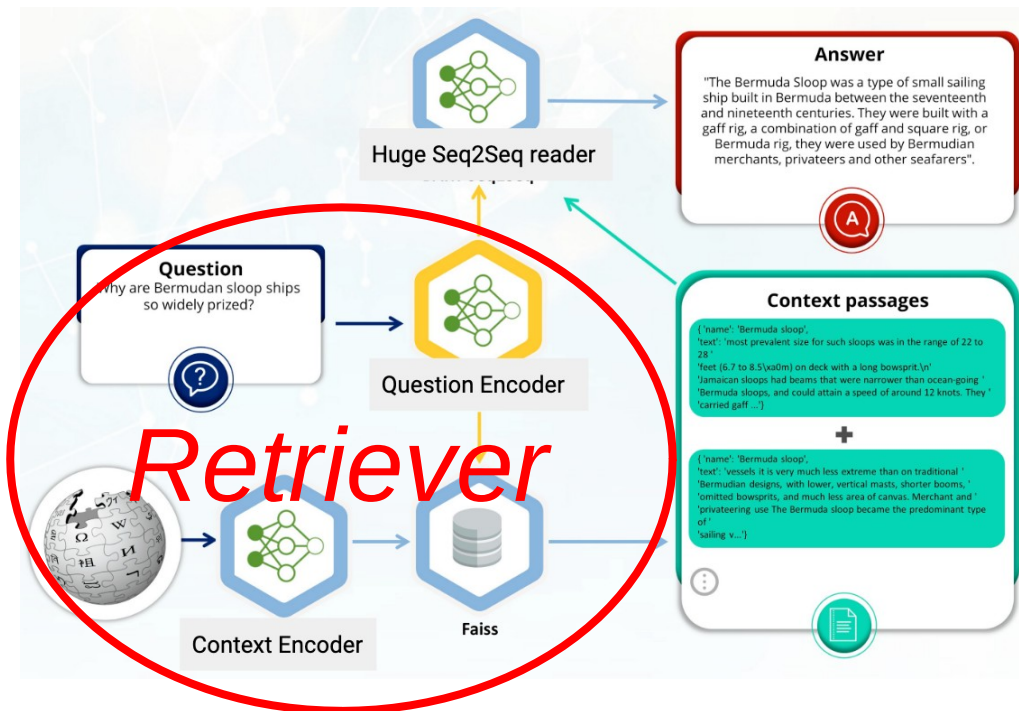 Huge Seq2Seq reader
Answer
"The Bermuda Sloop was a type of small sailing
ship built in Bermuda between the seventeenth
and nineteenth centuries. They were built with a
gaff rig, a combination of gaff and square rig, or
Bermuda rig, they were used by Bermudian
merchants, privateers and other seafarers".
A
Question
Why are Bermudan sloop ships
so widely prized?
?
Question Encoder
Retriever
W
Ω
И
Context Encoder
Faiss
Context passages
{ 'name': 'Bermuda sloop',
'text': 'most prevalent size for such sloops was in the range of 22 to
28 '
'feet (6.7 to 8.5\xa0m) on deck with a long bowsprit.\n'
'Jamaican sloops had beams that were narrower than ocean-going '
'Bermuda sloops, and could attain a speed of around 12 knots. They '
'carried gaff ...'}
+
{ 'name': 'Bermuda sloop',
'text': 'vessels it is very much less extreme than on traditional '
'Bermudian designs, with lower, vertical masts, shorter booms, '
'omitted bowsprits, and much less area of canvas. Merchant and '
'privateering use The Bermuda sloop became the predominant type
of '
'sailing v...'}